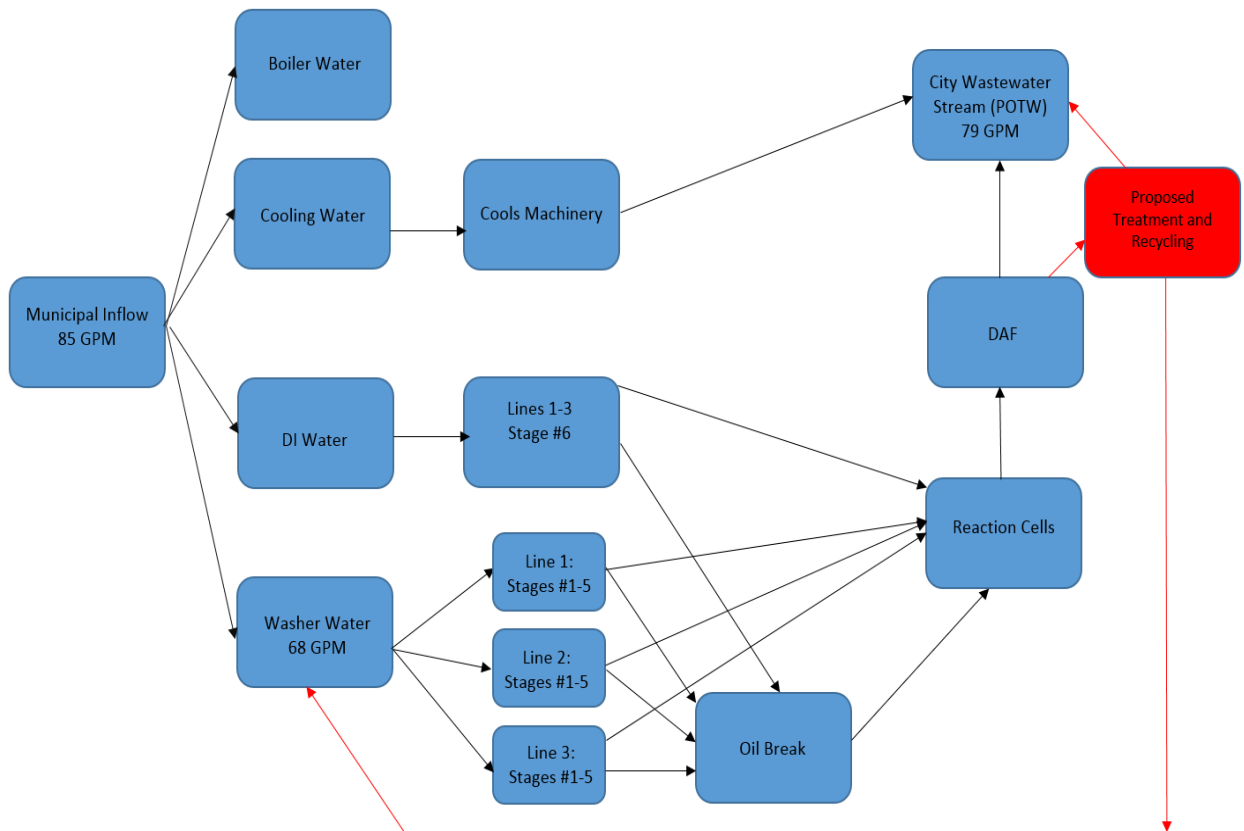 Boiler Water
City Wastewater
Stream (POTW)
79 GPM
Cooling Water
Cools Machinery
Proposed
Treatment and
Recycling
Municipal Inflow
85 GPM
DAF
DI Water
Lines 1-3
Stage #6
Reaction Cells
Line 1:
Stages #1-5
Washer Water
68 GPM
Line 2:
Stages #1-5
Line 3:
Stages #1-5
Oil Break